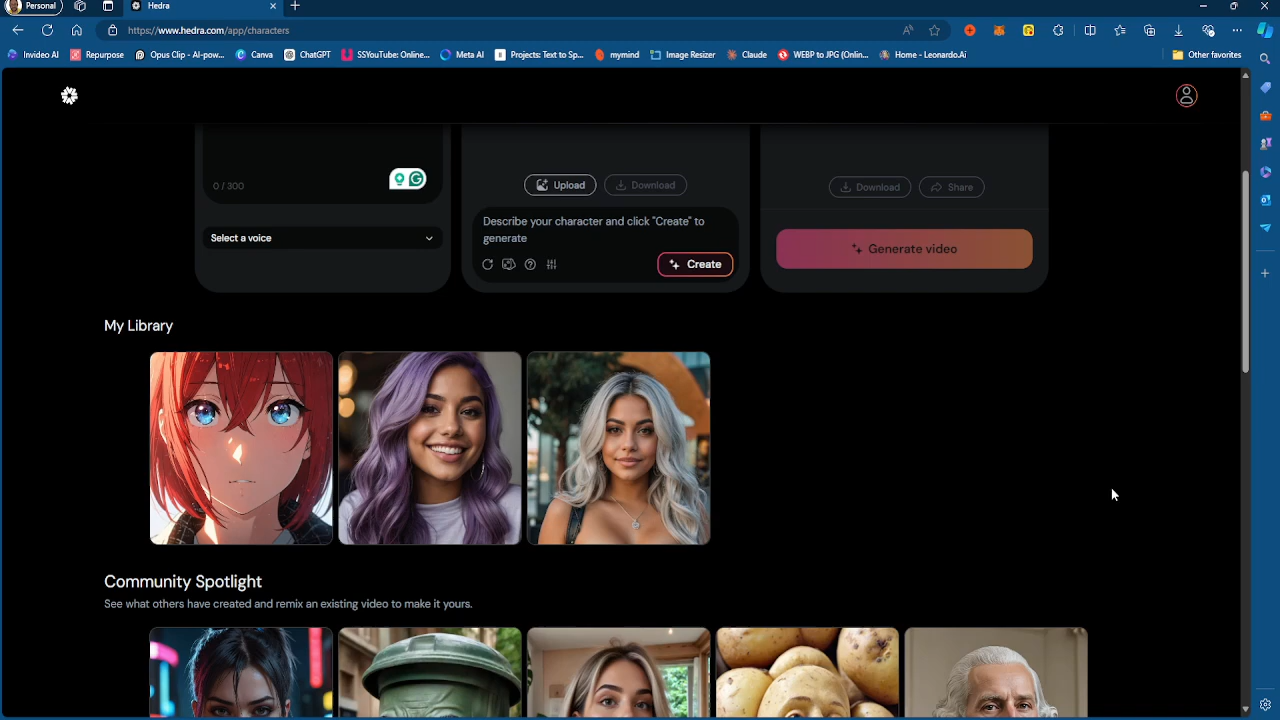 Personal
Hedra
https://www.hedra.com/app/characters
Invideo AI
Repurpose
Opus Clip - AI-pow...
Canva
ChatGPT
SSYouTube: Online...
Meta AI
Projects: Text to Sp...
mymind
Image Resizer
Claude
WEBP to JPG (Onlin...
Home - Leonardo.Ai
Other favorites
0 / 300
Upload
Download
Download
Share
Select a voice
Describe your character and click "Create" to
generate
Create
Generate video
My Library
Community Spotlight
See what others have created and remix an existing video to make it yours.